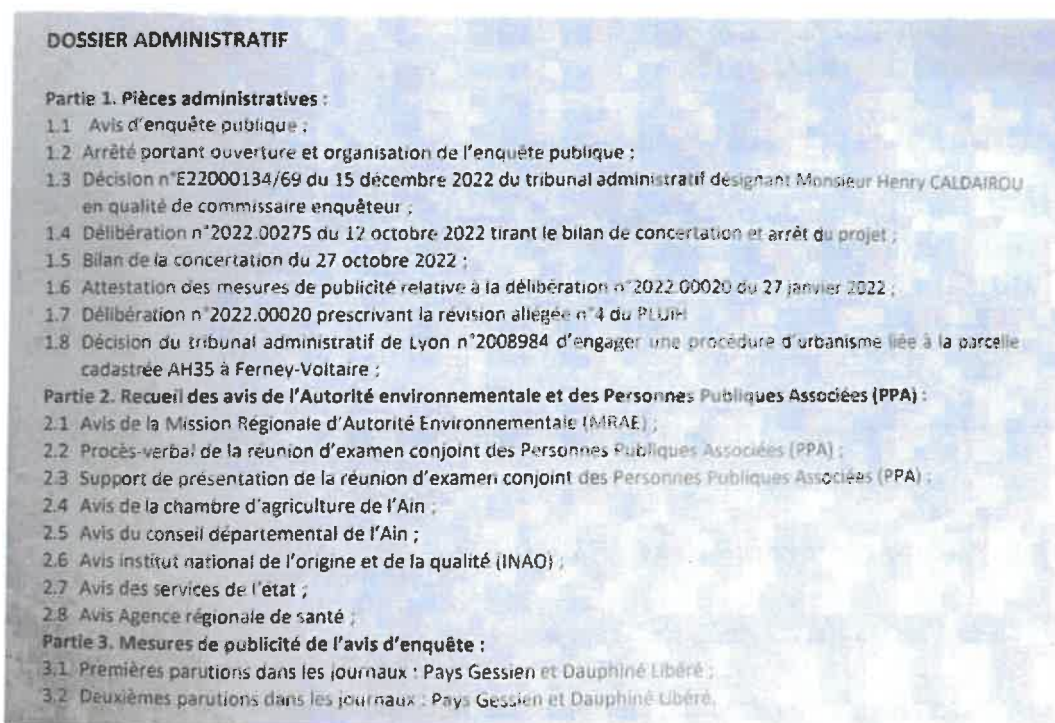 DOSSIER ADMINISTRATIF
Partie 1. Pièces administratives :
1.1 Avis d'enquête publique ;
1.2 Arrêté portant ouverture et organisation de l'enquête publique ;
1.3 Décision n°E22000134/69 du 15 décembre 2022 du tribunal administratif désignant Monsieur Henry CALDAIROU
en qualité de commissaire enquêteur ;
1.4 Délibération n°2022.00275 du 12 octobre 2022 tirant le bilan de concertation et arrêt du projet ;
1.5 Bilan de la concertation du 27 octobre 2022 ;
1.6 Attestation des mesures de publicité relative à la délibération n°2022.00020 du 27 janvier 2022 ;
1.7 Délibération n°2022.00020 prescrivant la révision allégée n°4 du PLUiH
1.8 Décision du tribunal administratif de Lyon n°2008984 d'engager une procédure d'urbanisme liée à la parcelle
cadastrée AH35 à Ferney-Voltaire ;
Partie 2. Recueil des avis de l'Autorité environnementale et des Personnes Publiques Associées (PPA) :
2.1 Avis de la Mission Régionale d'Autorité Environnementale (MRAE) ;
2.2 Procès-verbal de la réunion d'examen conjoint des Personnes Publiques Associées (PPA) ;
2.3 Support de présentation de la réunion d'examen conjoint des Personnes Publiques Associées (PPA) ;
2.4 Avis de la chambre d'agriculture de l'Ain ;
2.5 Avis du conseil départemental de l'Ain ;
2.6 Avis institut national de l'origine et de la qualité (INAO) ;
2.7 Avis des services de l'état ;
2.8 Avis Agence régionale de santé ;
Partie 3. Mesures de publicité de l'avis d'enquête :
3.1 Premières parutions dans les journaux : Pays Gessien et Dauphiné Libéré ;
3.2 Deuxièmes parutions dans les journaux : Pays Gessien et Dauphiné Libéré.